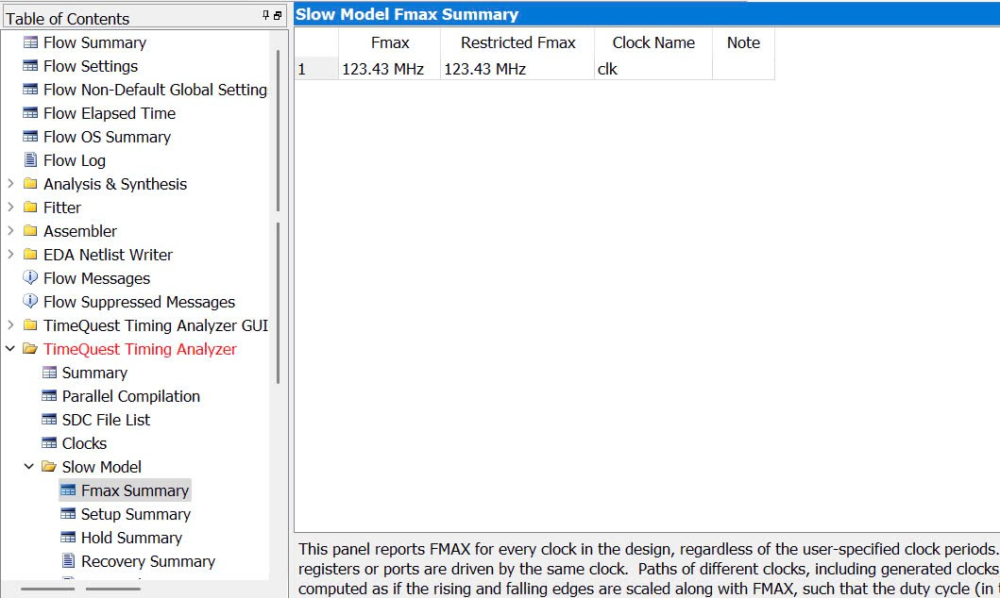 Table of Contents
Flow Summary
Flow Settings
Flow Non-Default Global Setting
Flow Elapsed Time
Flow OS Summary
Flow Log
Analysis & Synthesis
Fitter
Assembler
EDA Netlist Writer
Flow Messages
Flow Suppressed Messages
TimeQuest Timing Analyzer GUI
TimeQuest Timing Analyzer
Summary
Parallel Compilation
SDC File List
Clocks
Slow Model
Fmax Summary
Setup Summary
Hold Summary
Recovery Summary
Slow Model Fmax Summary
Fmax Restricted Fmax Clock Name Note
1 123.43 MHz 123.43 MHz clk
This panel reports FMAX for every clock in the design, regardless of the user-specified clock periods.
registers or ports are driven by the same clock. Paths of different clocks, including generated clocks
computed as if the rising and falling edges are scaled along with FMAX, such that the duty cycle (in